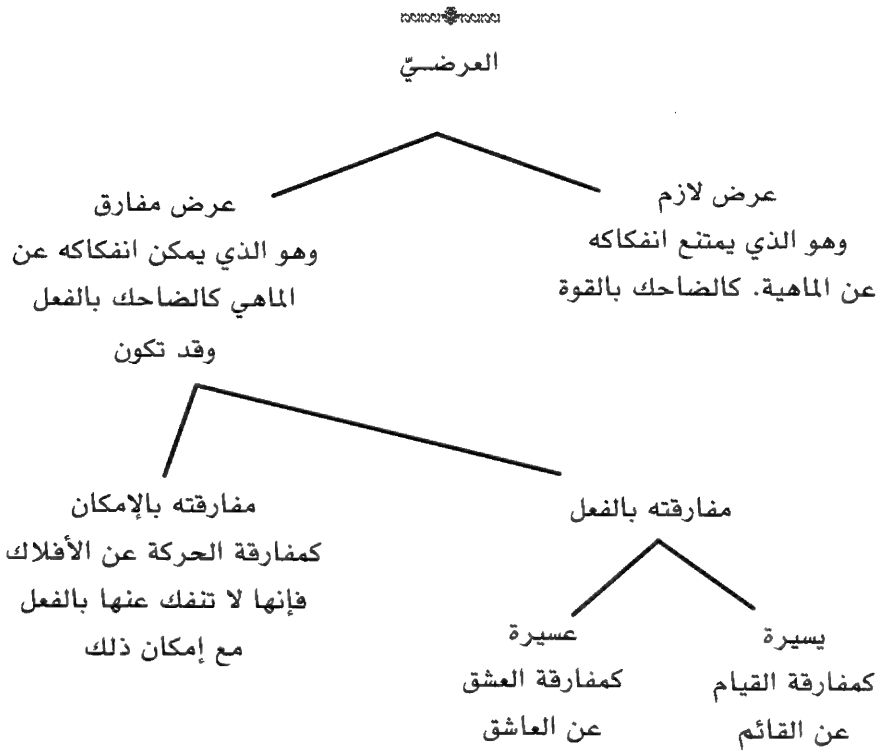 العرضـــيّ
عرض لازم
وهو الذي يمتنع انفكاكه
عن الماهية. كالضاحك بالقوة
عرض مفارق
وهو الذي يمكن انفكاكه عن
الماهي كالضاحك بالفعل
وقد تكون
مفارقته بالفعل
يسيرة
كمفارقة القيام
عن القائم
عسيرة
كمفارقة العشق
عن العاشق
مفارقته بالإمكان
كمفارقة الحركة عن الأفلاك
فإنها لا تنفك عنها بالفعل
مع إمكان ذلك